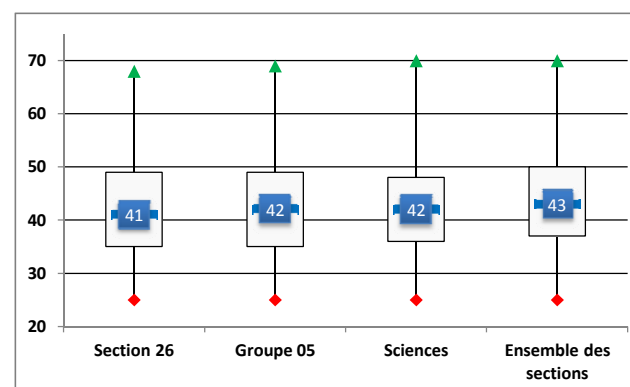 70
60
50
40
30
20
41
42
42
43
Section 26
Groupe 05
Sciences
Ensemble des
sections